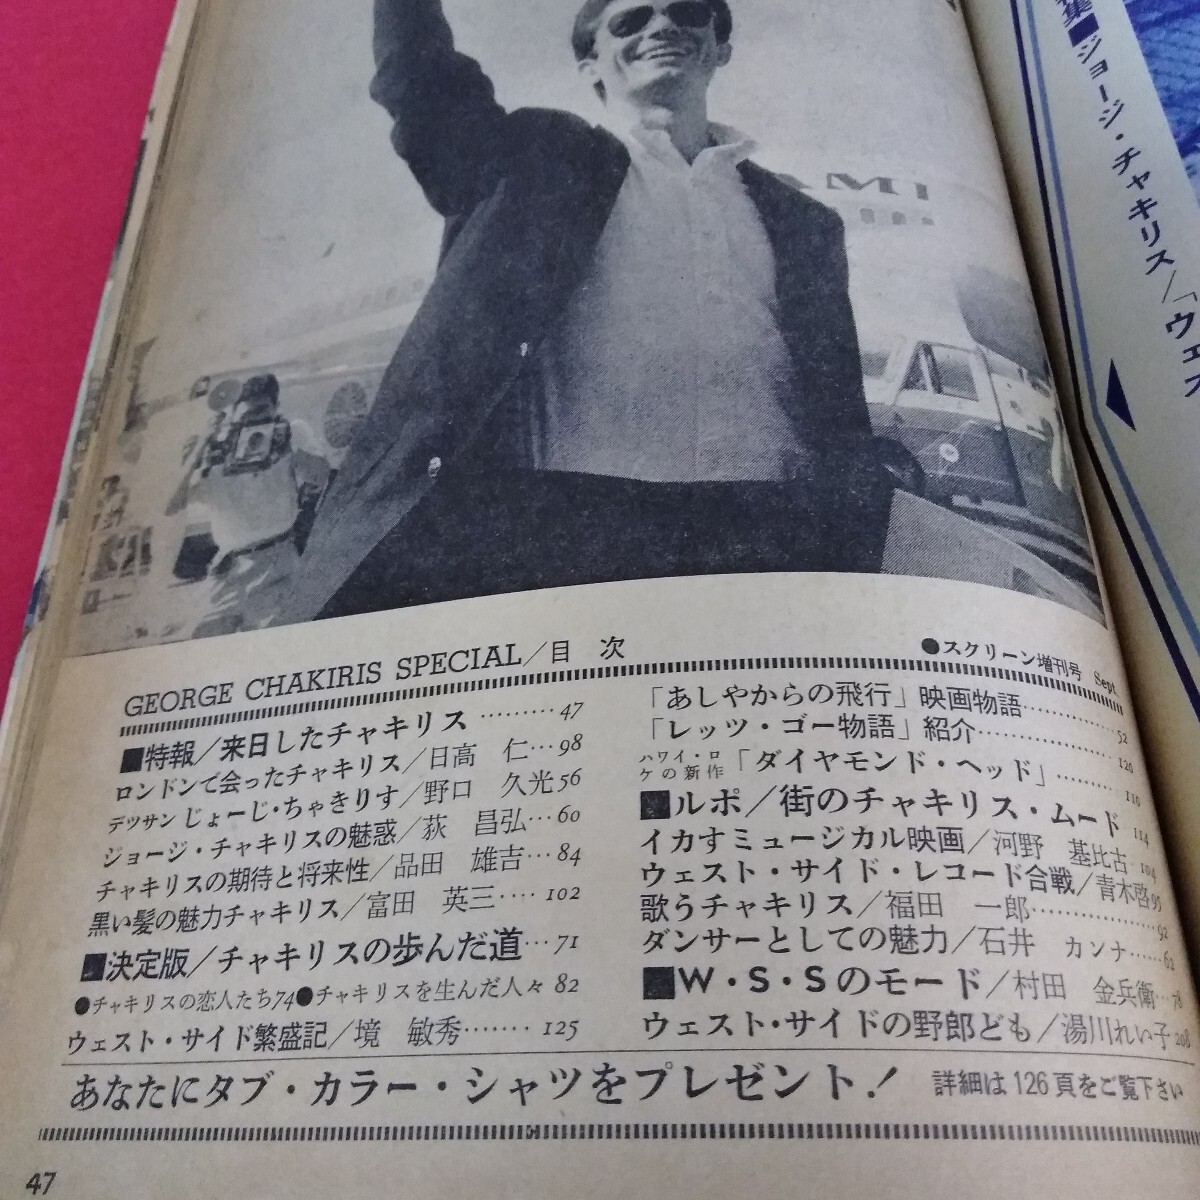 AMI
集■ジョージ・チャキリス/「ウェス
GEORGE CHAKIRIS SPECIAL/目 次
●スクリーン増刊号 Sept.
■特報/来日したチャキリス………47
ロンドンで会ったチャキリス/日高 仁…98
デッサン じょーじ・ちゃきりす/野口 久光 56
ジョージ・チャキリスの魅惑/荻 昌弘…60
チャキリスの期待と将来性/品田 雄吉…84
黒い髪の魅力チャキリス/富田 英三…102
■決定版/チャキリスの歩んだ道…71
●チャキリスの恋人たち74●チャキリスを生んだ人々 82
ウェスト・サイド繁盛記/境 敏秀……125
「あしやからの飛行」映画物語………52
「レッツ・ゴー物語」紹介…………120
ハワイ・ロケの新作「ダイヤモンド・ヘッド」……110
■ルポ/街のチャキリス・ムード 114
イカすミュージカル映画/河野 基比古…104
ウェスト・サイド・レコード合戦/青木啓 95
歌うチャキリス/福田 一郎…………92
ダンサーとしての魅力/石井 カンナ……62
■W・S・Sのモード/村田 金兵衛…78
ウェスト・サイドの野郎ども/湯川れい子 208
あなたにタブ・カラー・シャツをプレゼント! 詳細は126頁をご覧下さい
47